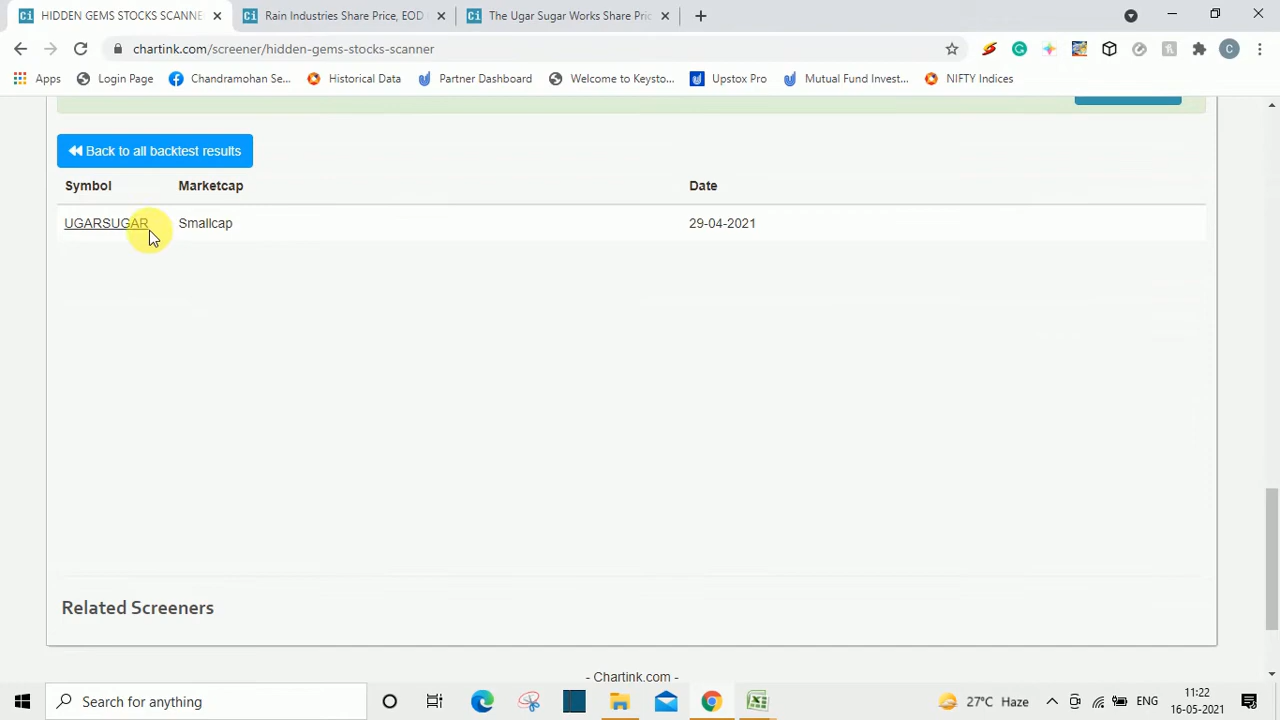 HIDDEN GEMS STOCKS SCANNE
Rain Industries Share Price, EOD
The Ugar Sugar Works Share Pri
chartink.com/screener/hidden-gems-stocks-scanner
C
Apps
Login Page
Chandramohan Se...
Historical Data
Partner Dashboard
Welcome to Keysto...
Upstox Pro
Mutual Fund Invest...
NIFTY Indices
Back to all backtest results
Symbol Marketcap Date
UGARSUGAR Smallcap 29-04-2021
Related Screeners
- Chartink.com -
Search for anything
27°C Haze
ENG
11:22
16-05-2021